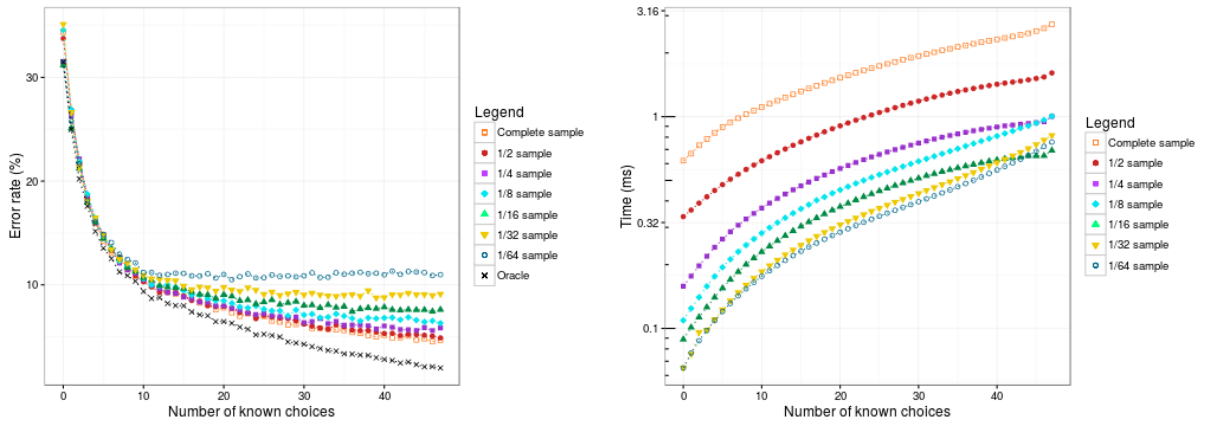 30
20
10
Error rate (%)
0
10
20
30
40
Number of known choices
Legend
Complete sample
1/2 sample
1/4 sample
1/8 sample
1/16 sample
1/32 sample
1/64 sample
Oracle
3.16
1
0.32
0.1
Time (ms)
0
10
20
30
40
Number of known choices
Legend
Complete sample
1/2 sample
1/4 sample
1/8 sample
1/16 sample
1/32 sample
1/64 sample